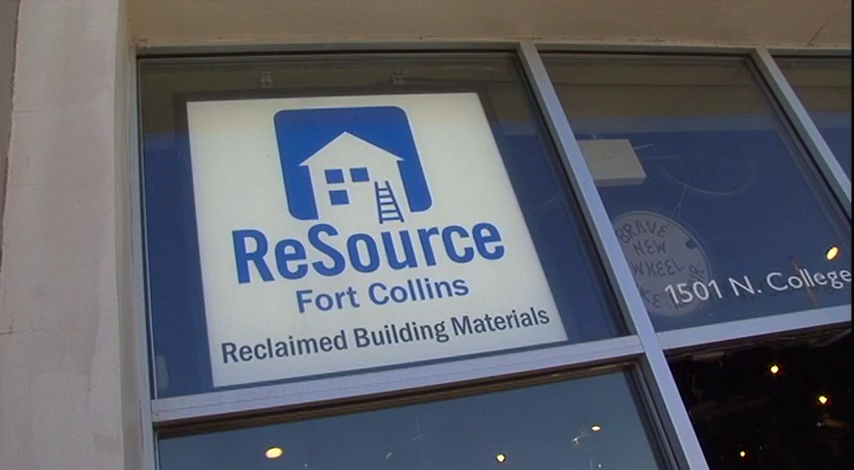 ReSource
Fort Collins
Reclaimed Building Materials
BRAVE
NEW
WHEEL
1501 N. College